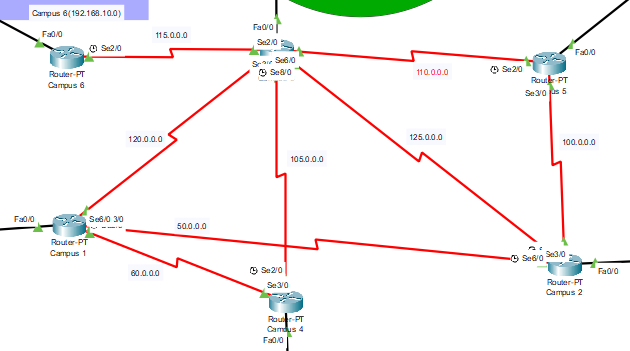 Campus 6(192.168.10.0)
Fa0/0
Fa0/0
115.0.0.0
Se2/0
Se2/0
Se6/0
Se8/0
Router-PT
Campus 6
110.0.0.0
Fa0/0
Se2/0
Router-PT
us 5
Se3/0
120.0.0.0
125.0.0.0
100.0.0.0
105.0.0.0
Fa0/0
Se6/0 3/0
Router-PT
Campus 1
50.0.0.0
60.0.0.0
Se2/0
Se3/0
Router-PT
Campus 4
Fa0/0
Se6/0
Se3/0
Fa0/0
Router-PT
Campus 2